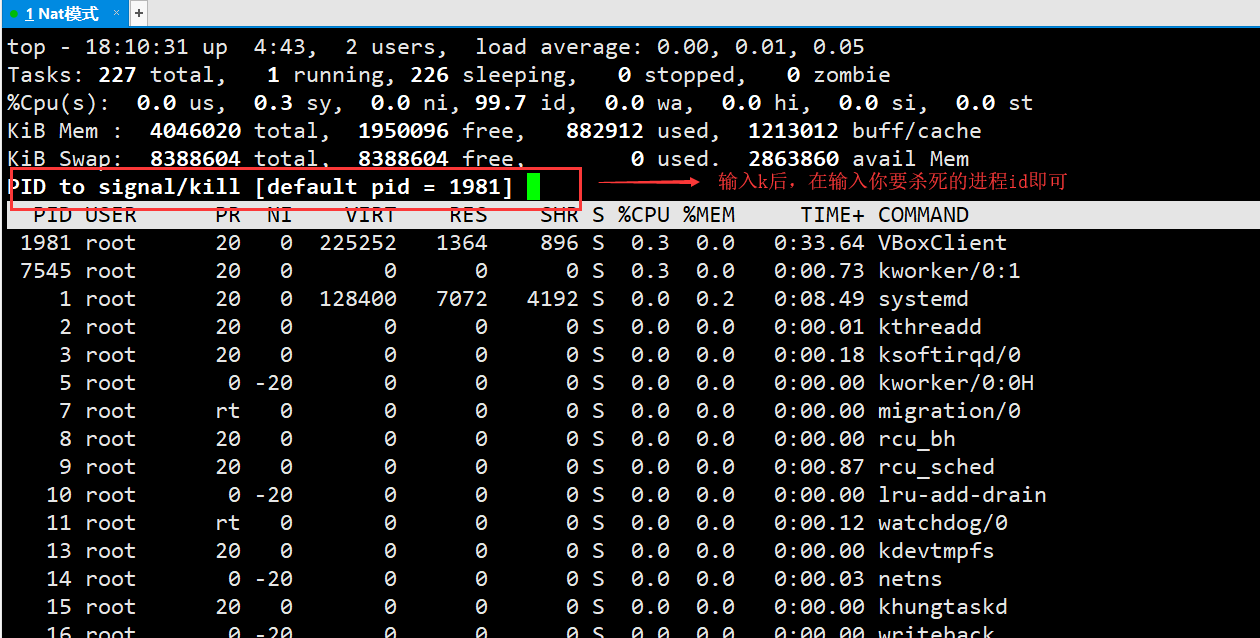 1 Nat模式 × +
top - 18:10:31 up  4:43,  2 users,  load average: 0.00, 0.01, 0.05
Tasks: 227 total,   1 running, 226 sleeping,   0 stopped,   0 zombie
%Cpu(s):  0.0 us,  0.3 sy,  0.0 ni, 99.7 id,  0.0 wa,  0.0 hi,  0.0 si,  0.0 st
KiB Mem :  4046020 total,  1950096 free,   882912 used,  1213012 buff/cache
KiB Swap:  8388604 total,  8388604 free,        0 used.  2863860 avail Mem
PID to signal/kill [default pid = 1981] 输入k后，在输入你要杀死的进程id即可
PID USER      PR  NI    VIRT    RES    SHR S %CPU %MEM     TIME+ COMMAND
1981 root      20   0  225252   1364    896 S  0.3  0.0   0:33.64 VBoxClient
7545 root      20   0       0      0      0 S  0.3  0.0   0:00.73 kworker/0:1
1 root      20   0  128400   7072   4192 S  0.0  0.2   0:08.49 systemd
2 root      20   0       0      0      0 S  0.0  0.0   0:00.01 kthreadd
3 root      20   0       0      0      0 S  0.0  0.0   0:00.18 ksoftirqd/0
5 root       0 -20       0      0      0 S  0.0  0.0   0:00.00 kworker/0:0H
7 root      rt   0       0      0      0 S  0.0  0.0   0:00.00 migration/0
8 root      20   0       0      0      0 S  0.0  0.0   0:00.00 rcu_bh
9 root      20   0       0      0      0 S  0.0  0.0   0:00.87 rcu_sched
10 root       0 -20       0      0      0 S  0.0  0.0   0:00.00 lru-add-drain
11 root      rt   0       0      0      0 S  0.0  0.0   0:00.12 watchdog/0
13 root      20   0       0      0      0 S  0.0  0.0   0:00.00 kdevtmpfs
14 root       0 -20       0      0      0 S  0.0  0.0   0:00.03 netns
15 root      20   0       0      0      0 S  0.0  0.0   0:00.00 khungtaskd
16 root       0 -20       0      0      0 S  0.0  0.0   0:00.00 writeback